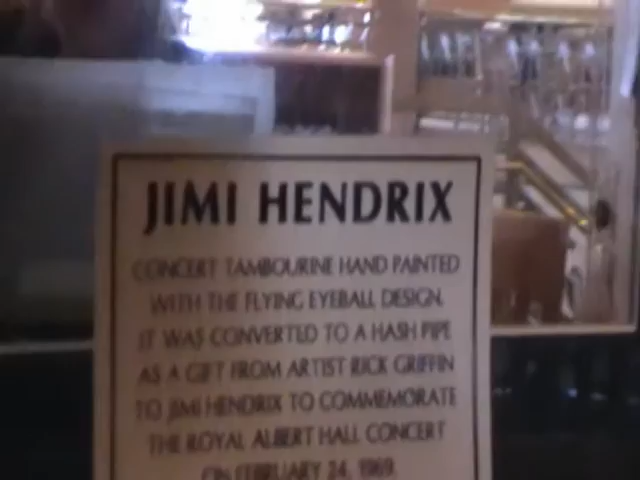 JIMI HENDRIX
CONCERT TAMBOURINE HAND PAINTED
WITH THE FLYING EYEBALL DESIGN.
IT WAS CONVERTED TO A HASH PIPE
AS A GIFT FROM ARTIST RICK GRIFFIN
TO JIMI HENDRIX TO COMMEMORATE
THE ROYAL ALBERT HALL CONCERT
ON FEBRUARY 24, 1969.